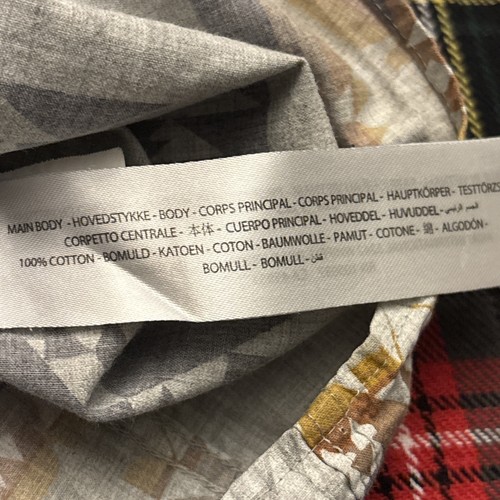 MAIN BODY - HOVEDSTYKKE - BODY - CORPS PRINCIPAL - CORPS PRINCIPAL - HAUPTKÖRPER - TESTTÖRZS
CORPETTO CENTRALE - 本体 - CUERPO PRINCIPAL - HOVEDDEL - HUVUDDEL - الجسم الرئيسي
100% COTTON - BOMULD - KATOEN - COTON - BAUMWOLLE - PAMUT - COTONE - 綿 - ALGODÓN -
BOMULL - BOMULL - قطن